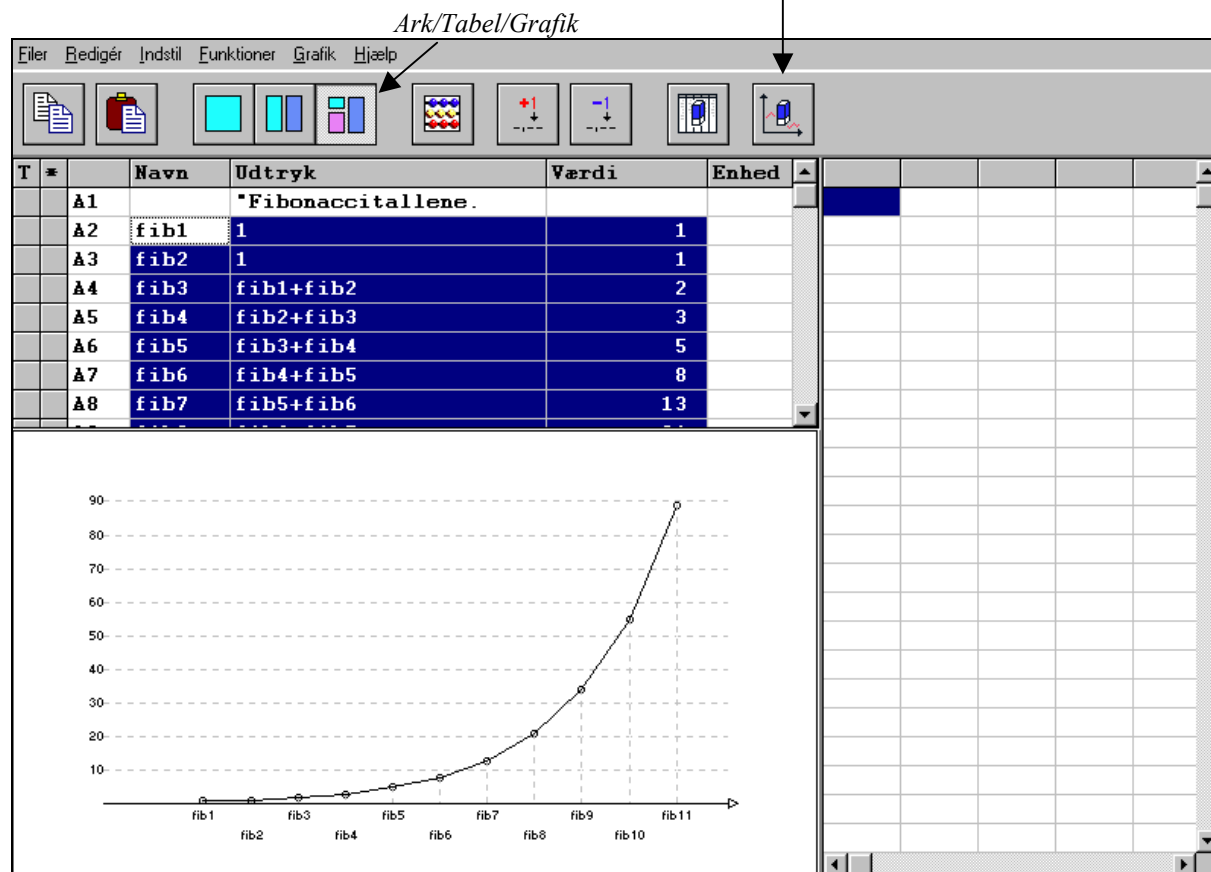 Ark/Tabel/Grafik
Filer Redigér Indstil Funktioner Grafik Hjælp
+1 -1
-,-- -,--
T * Navn Udtryk Værdi Enhed
A1 "Fibonaccitallene.
A2 fib1 1 1
A3 fib2 1 1
A4 fib3 fib1+fib2 2
A5 fib4 fib2+fib3 3
A6 fib5 fib3+fib4 5
A7 fib6 fib4+fib5 8
A8 fib7 fib5+fib6 13
90
80
70
60
50
40
30
20
10
fib1 fib3 fib5 fib7 fib9 fib11
fib2 fib4 fib6 fib8 fib10